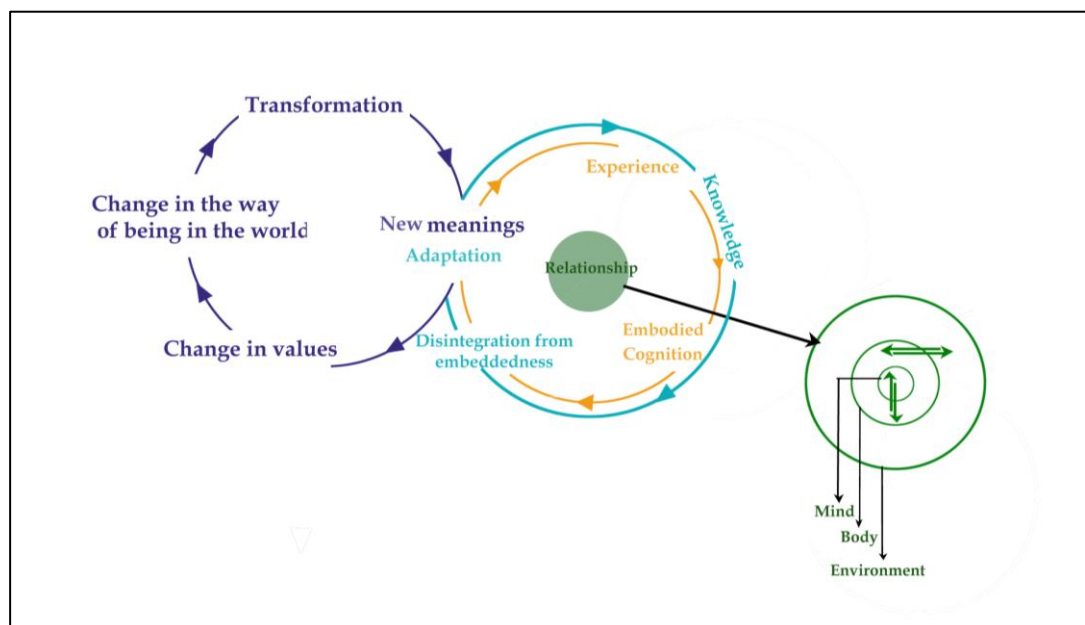 Transformation
Change in the way
of being in the world
Change in values
New meanings
Adaptation
Disintegration from
embeddedness
Experience
Knowledge
Relationship
Embodied
Cognition
Mind
Body
Environment